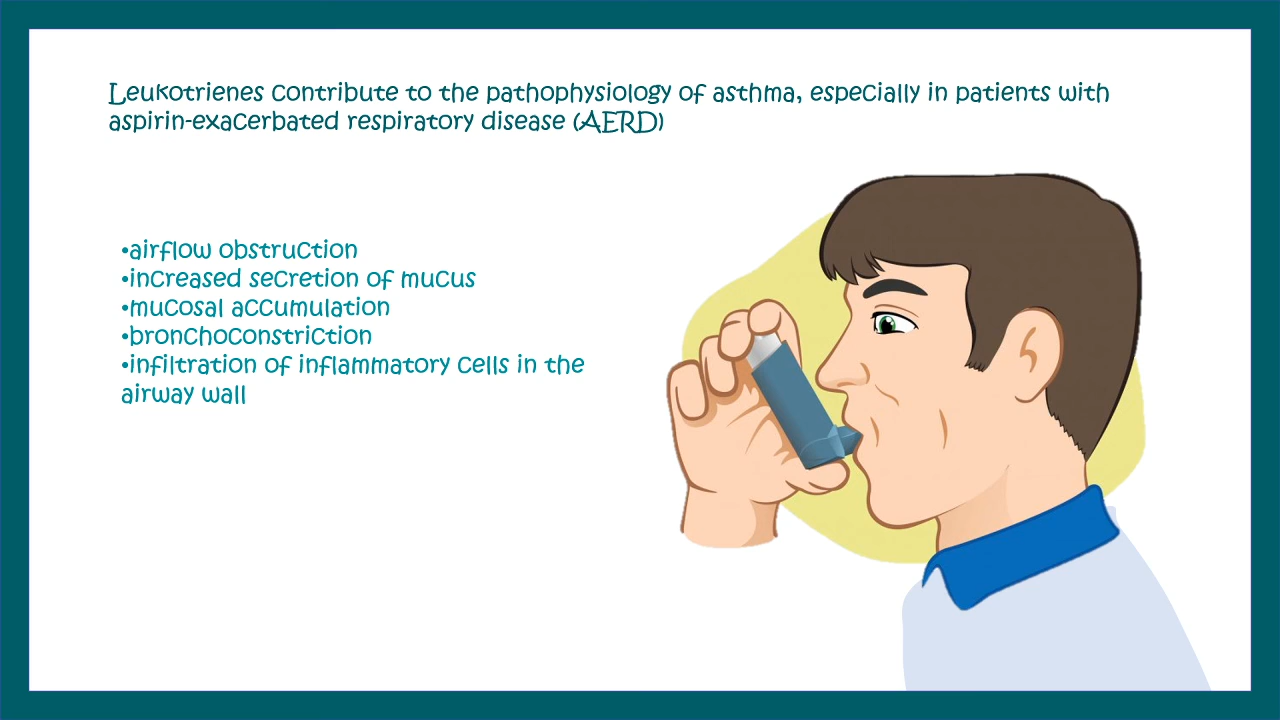 Leukotrienes contribute to the pathophysiology of asthma, especially in patients with
aspirin-exacerbated respiratory disease (AERD)
•airflow obstruction
•increased secretion of mucus
•mucosal accumulation
•bronchoconstriction
•infiltration of inflammatory cells in the
airway wall